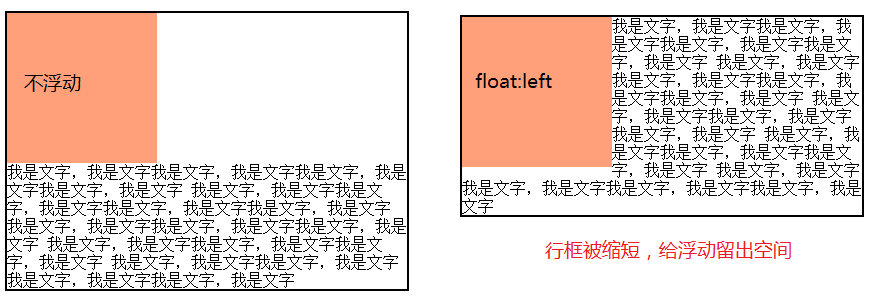 不浮动
我是文字，我是文字我是文字，我是文字我是文字，我是
文字我是文字，我是文字 我是文字，我是文字我是文
字，我是文字我是文字，我是文字我是文字，我是文字
我是文字，我是文字我是文字，我是文字我是文字，我是
文字 我是文字，我是文字我是文字，我是文字我是文
字，我是文字 我是文字，我是文字我是文字，我是文字
我是文字，我是文字我是文字，我是文字
float:left
我是文字，我是文字我是文字，我
是文字我是文字，我是文字我是文
字，我是文字 我是文字，我是文字
我是文字，我是文字我是文字，我
是文字我是文字，我是文字 我是文
字，我是文字我是文字，我是文字
我是文字，我是文字 我是文字，我
是文字我是文字，我是文字我是文
字，我是文字 我是文字，我是文字
我是文字，我是文字我是文字，我是文字我是文字，我是
文字
行框被缩短，给浮动留出空间